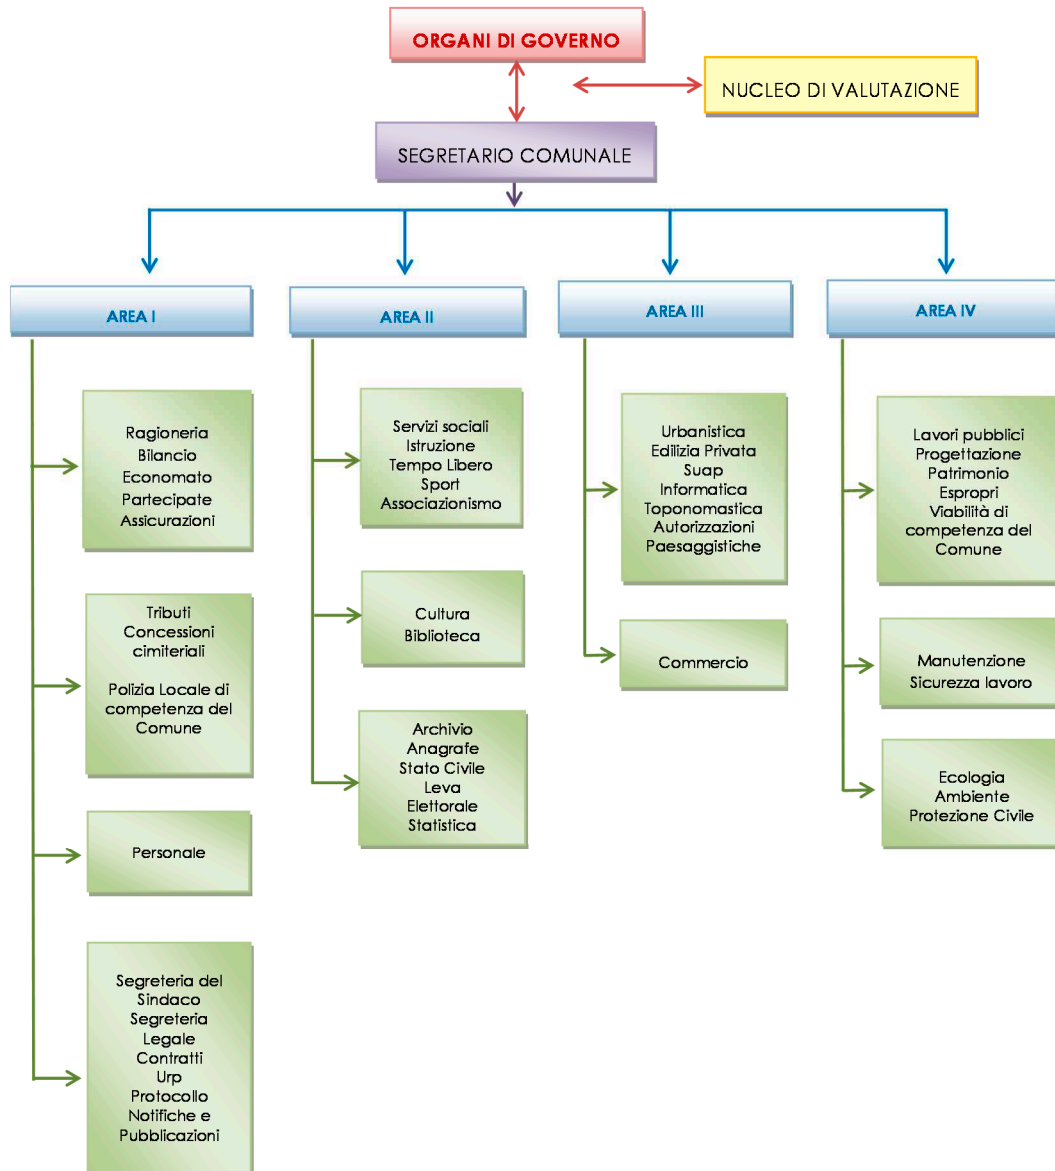 ORGANI DI GOVERNO
NUCLEO DI VALUTAZIONE
SEGRETARIO COMUNALE
AREA I
AREA II
AREA III
AREA IV
Ragioneria
Bilancio
Economato
Partecipate
Assicurazioni
Tributi
Concessioni
cimiteriali
Polizia Locale di
competenza del
Comune
Personale
Segreteria del
Sindaco
Segreteria
Legale
Contratti
Urp
Protocollo
Notifiche e
Pubblicazioni
Servizi sociali
Istruzione
Tempo Libero
Sport
Associazionismo
Cultura
Biblioteca
Archivio
Anagrafe
Stato Civile
Leva
Elettorale
Statistica
Urbanistica
Edilizia Privata
Suap
Informatica
Toponomastica
Autorizzazioni
Paesaggistiche
Commercio
Lavori pubblici
Progettazione
Patrimonio
Espropri
Viabilità di
competenza del
Comune
Manutenzione
Sicurezza lavoro
Ecologia
Ambiente
Protezione Civile